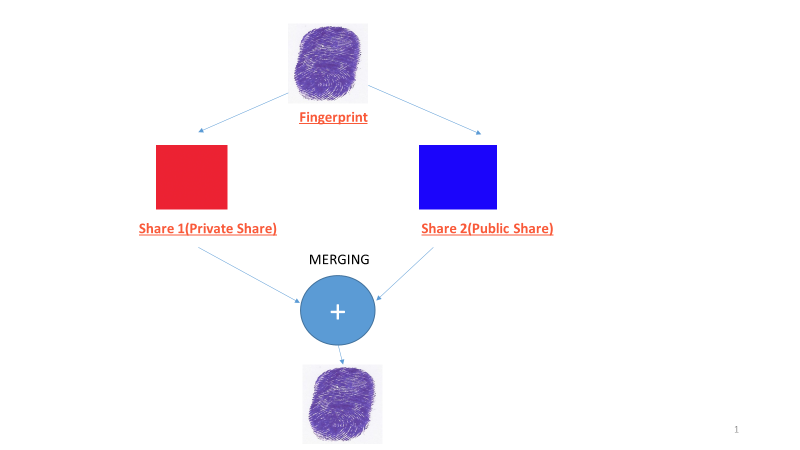 Fingerprint
Share 1(Private Share)
Share 2(Public Share)
MERGING
+
1